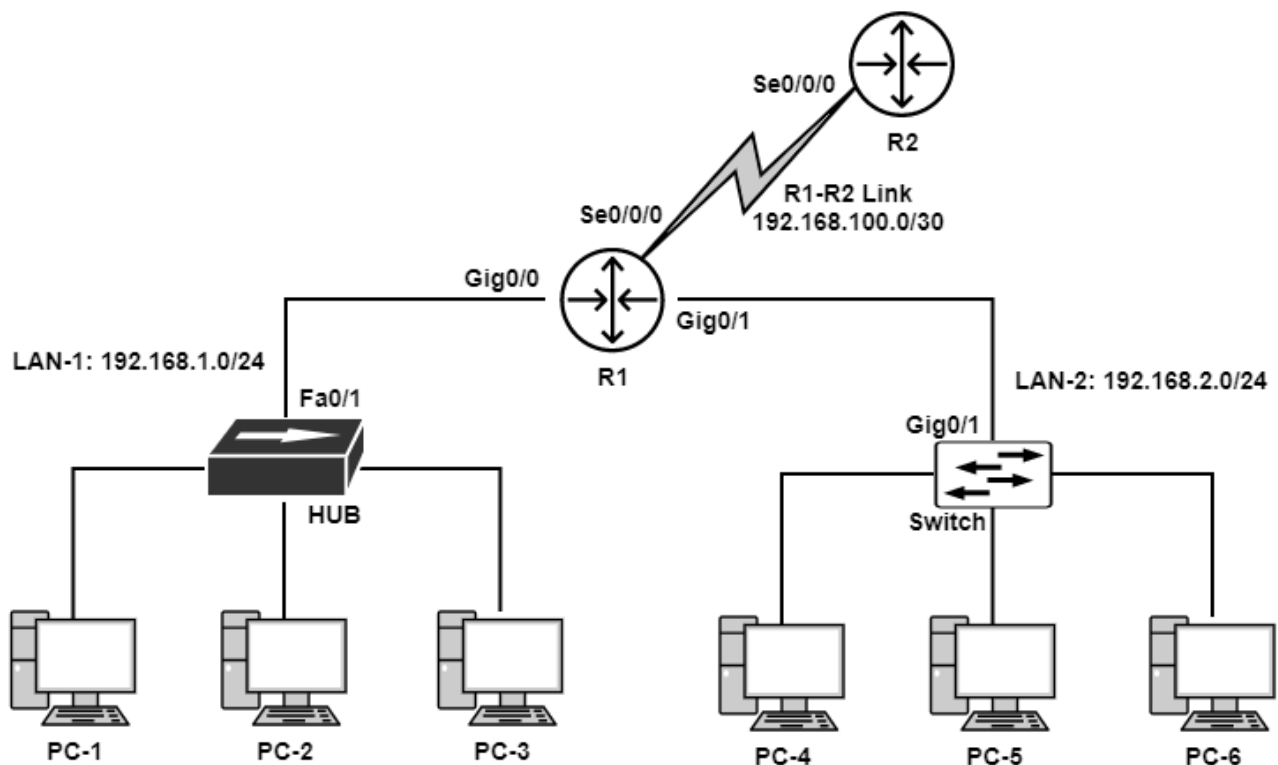 Se0/0/0
R2
R1-R2 Link
192.168.100.0/30
Se0/0/0
Gig0/0
Gig0/1
R1
LAN-1: 192.168.1.0/24
LAN-2: 192.168.2.0/24
Fa0/1
Gig0/1
HUB
Switch
PC-1
PC-2
PC-3
PC-4
PC-5
PC-6